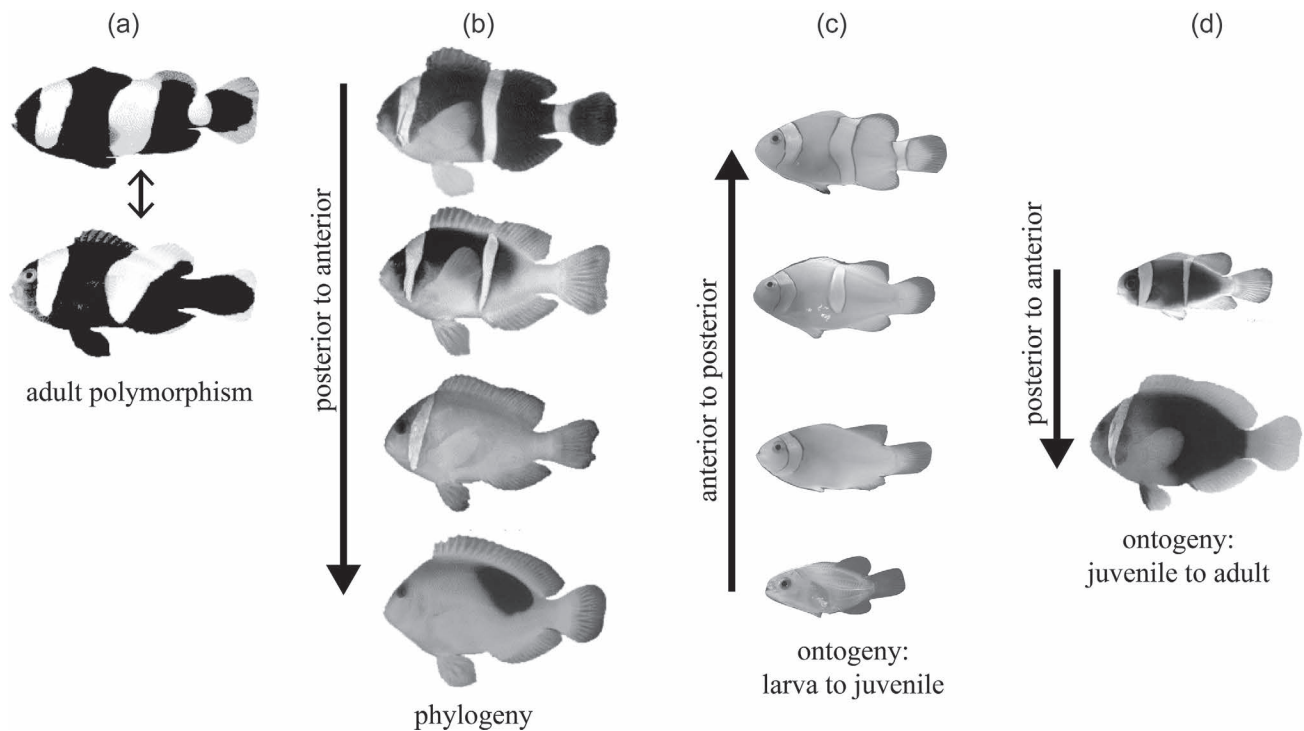 (a)
(b)
(c)
(d)
adult polymorphism
posterior to anterior
phylogeny
anterior to posterior
ontogeny:
larva to juvenile
posterior to anterior
ontogeny:
juvenile to adult